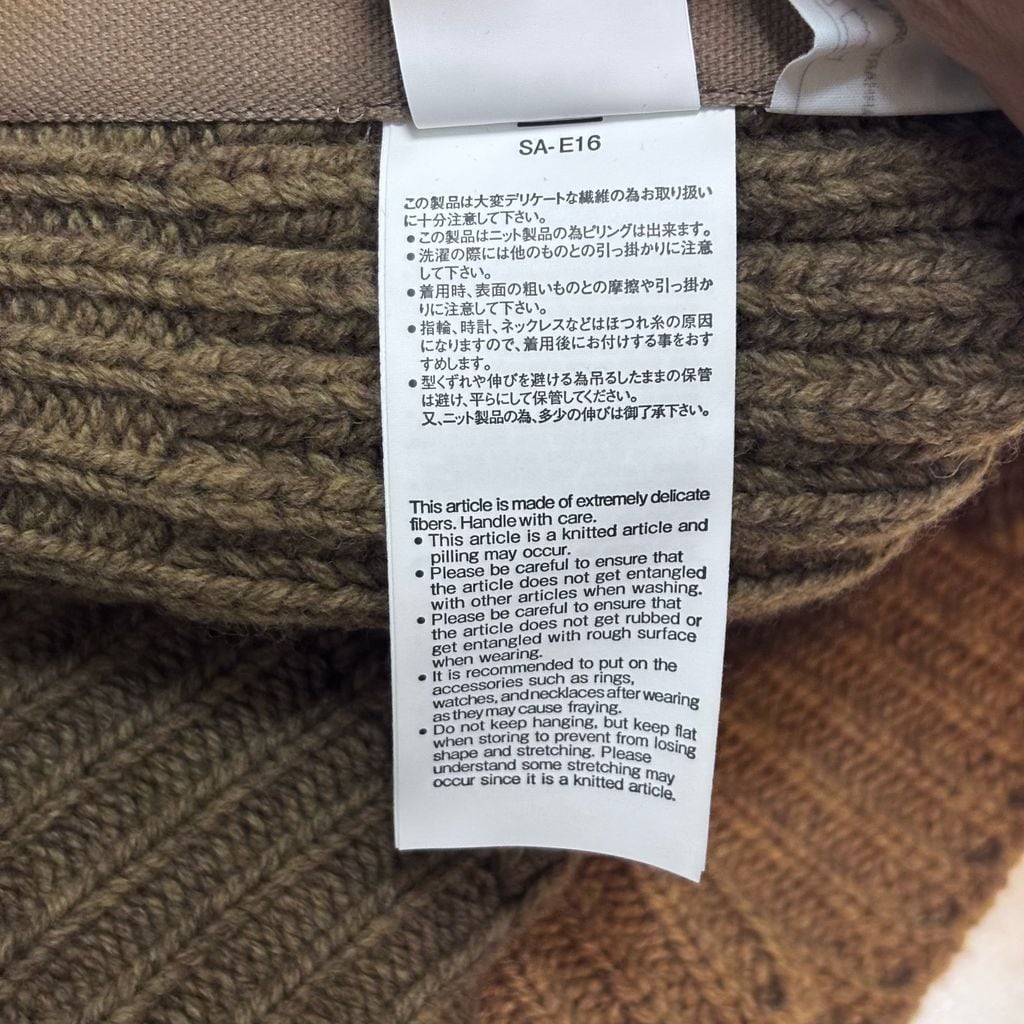 SA-E16
この製品は大変デリケートな繊維の為お取り扱い
に十分注意して下さい。
● この製品はニット製品の為ピリングは出来ます。
● 洗濯の際には他のものとの引っ掛かりに注意
して下さい。
● 着用時、表面の粗いものとの摩擦や引っ掛か
りに注意して下さい。
● 指輪、時計、ネックレスなどはほつれ糸の原因
になりますので、着用後にお付けする事をおす
すめします。
● 型くずれや伸びを避ける為吊るしたままの保管
は避け、平らにして保管してください。
又、ニット製品の為、多少の伸びは御了承下さい。
This article is made of extremely delicate
fibers. Handle with care.
● This article is a knitted article and
pilling may occur.
● Please be careful to ensure that
the article does not get entangled
with other articles when washing.
● Please be careful to ensure that
the article does not get rubbed or
get entangled with rough surface
when wearing.
● It is recommended to put on the
accessories such as rings,
watches, and necklaces after wearing
as they may cause fraying.
● Do not keep hanging, but keep flat
when storing to prevent from losing
shape and stretching. Please
understand some stretching may
occur since it is a knitted article.